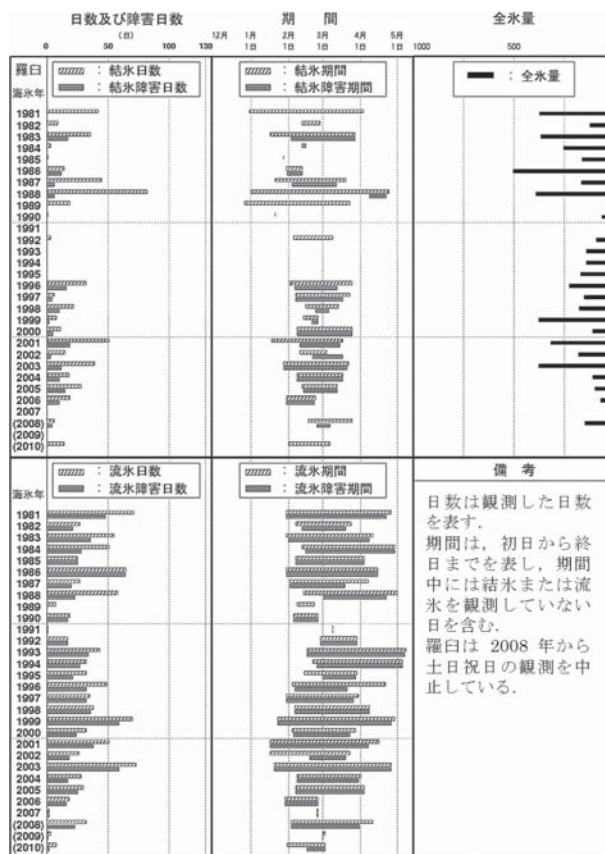 日数及び障害日数
期 間
全氷量
0 (日) 50 100 130
12月 1月 2月 3月 4月 5月
1日 1日 1日 1日 1日 1日
1000 500
羅臼
: 結氷日数
: 結氷障害日数
: 結氷期間
: 結氷障害期間
: 全氷量
海氷年
1981
1982
1983
1984
1985
1986
1987
1988
1989
1990
1991
1992
1993
1994
1995
1996
1997
1998
1999
2000
2001
2002
2003
2004
2005
2006
2007
(2008)
(2009)
(2010)
: 流氷日数
: 流氷障害日数
: 流氷期間
: 流氷障害期間
海氷年
1981
1982
1983
1984
1985
1986
1987
1988
1989
1990
1991
1992
1993
1994
1995
1996
1997
1998
1999
2000
2001
2002
2003
2004
2005
2006
2007
(2008)
(2009)
(2010)
0 50 100
備 考
日数は観測した日数
を表す.
期間は,初日から終
日までを表し,期間
中には結氷または流
氷を観測していない
日を含む.
羅臼は 2008 年から
土日祝日の観測を中
止している.